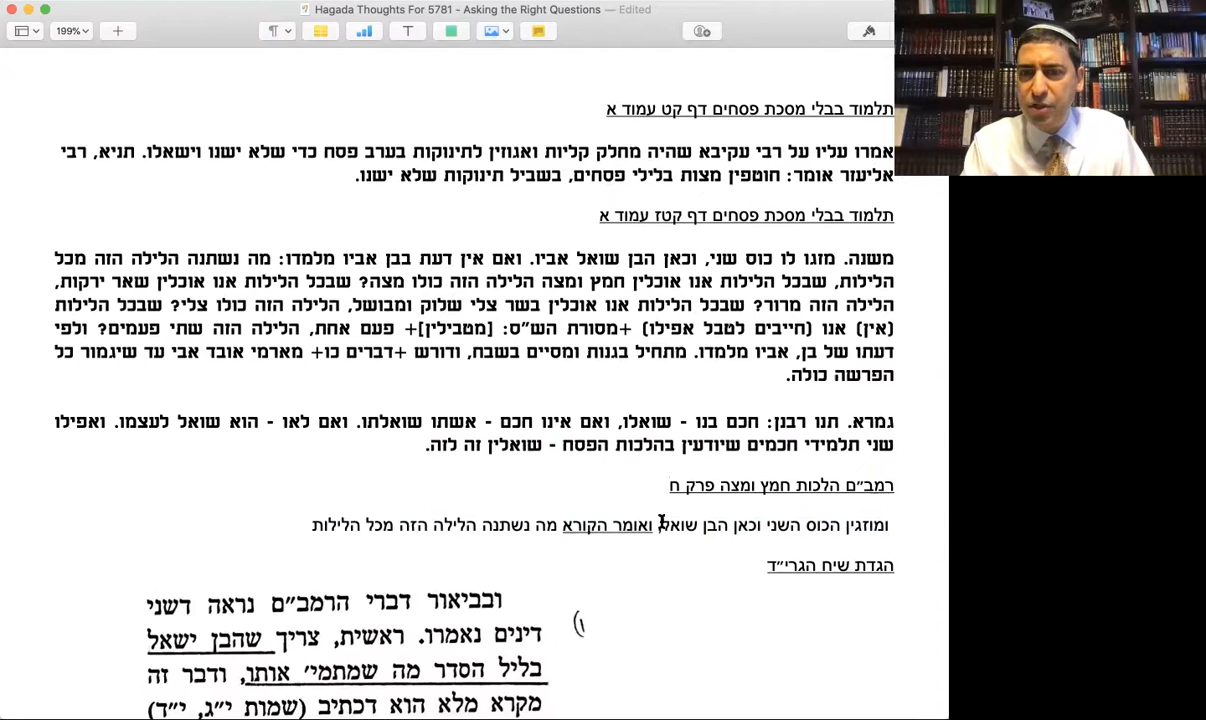 Hagada Thoughts For 5781 - Asking the Right Questions — Edited
199%
תלמוד בבלי מסכת פסחים דף קט עמוד א
אמרו עליו על רבי עקיבא שהיה מחלק קליות ואגוזין לתינוקות בערב פסח כדי שלא ישנו וישאלו. תניא, רבי
אליעזר אומר: חוטפין מצות בלילי פסחים, בשביל תינוקות שלא ישנו.
תלמוד בבלי מסכת פסחים דף קטז עמוד א
משנה. מזגו לו כוס שני, וכאן הבן שואל אביו. ואם אין דעת בבן אביו מלמדו: מה נשתנה הלילה הזה מכל
הלילות, שבכל הלילות אנו אוכלין חמץ ומצה הלילה הזה כולו מצה? שבכל הלילות אנו אוכלין שאר ירקות,
הלילה הזה מרור? שבכל הלילות אנו אוכלין בשר צלי שלוק ומבושל, הלילה הזה כולו צלי? שבכל הלילות
(אין) אנו (חייבים לטבל אפילו) +מסורת הש״ס: [מטבילין]+ פעם אחת, הלילה הזה שתי פעמים? ולפי
דעתו של בן, אביו מלמדו. מתחיל בגנות ומסיים בשבח, ודורש +דברים כו+ מארמי אובד אבי עד שיגמור כל
הפרשה כולה.
גמרא. תנו רבנן: חכם בנו - שואלו, ואם אינו חכם - אשתו שואלתו. ואם לאו - הוא שואל לעצמו. ואפילו
שני תלמידי חכמים שיודעין בהלכות הפסח - שואלין זה לזה.
רמב״ם הלכות חמץ ומצה פרק ח
ומוזגין הכוס השני וכאן הבן שואל, ואומר הקורא מה נשתנה הלילה הזה מכל הלילות
הגדת שיח הגרי״ד
(1
ובביאור דברי הרמב״ם נראה דשני
דינים נאמרו. ראשית, צריך שהבן ישאל
בליל הסדר מה שמתמי׳ אותו, ודבר זה
מקרא מלא הוא דכתיב (שמות י״ג, י״ד)